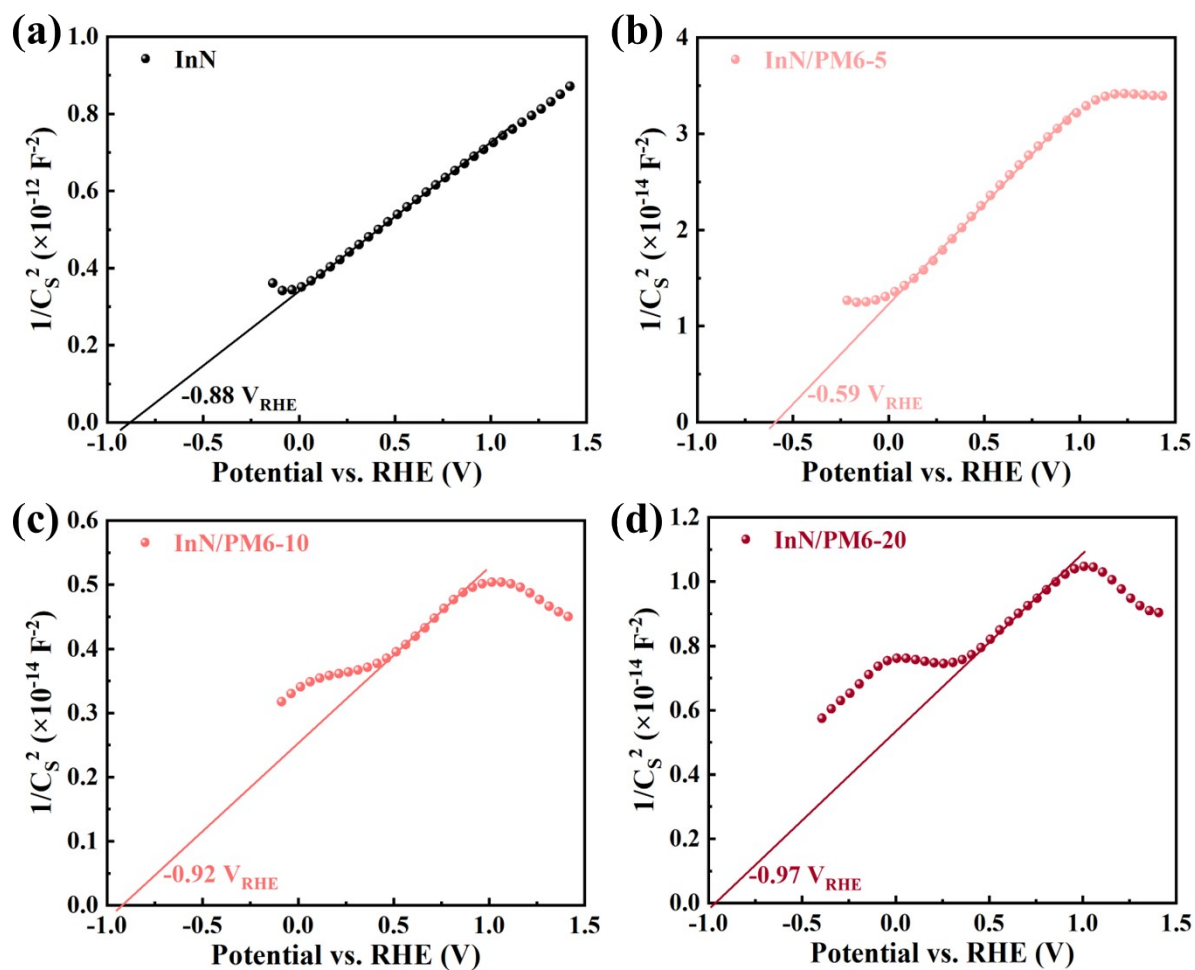 (a)
InN
1.0
0.8
0.6
0.4
0.2
0.0
1/C_S^2 (×10^-12 F^-2)
-0.88 V_RHE
-1.0 -0.5 0.0 0.5 1.0 1.5
Potential vs. RHE (V)
(b)
InN/PM6-5
4
3
2
1
0
1/C_S^2 (×10^-14 F^-2)
-0.59 V_RHE
-1.0 -0.5 0.0 0.5 1.0 1.5
Potential vs. RHE (V)
(c)
InN/PM6-10
0.6
0.5
0.4
0.3
0.2
0.1
0.0
1/C_S^2 (×10^-14 F^-2)
-0.92 V_RHE
-1.0 -0.5 0.0 0.5 1.0 1.5
Potential vs. RHE (V)
(d)
InN/PM6-20
1.2
1.0
0.8
0.6
0.4
0.2
0.0
1/C_S^2 (×10^-14 F^-2)
-0.97 V_RHE
-1.0 -0.5 0.0 0.5 1.0 1.5
Potential vs. RHE (V)